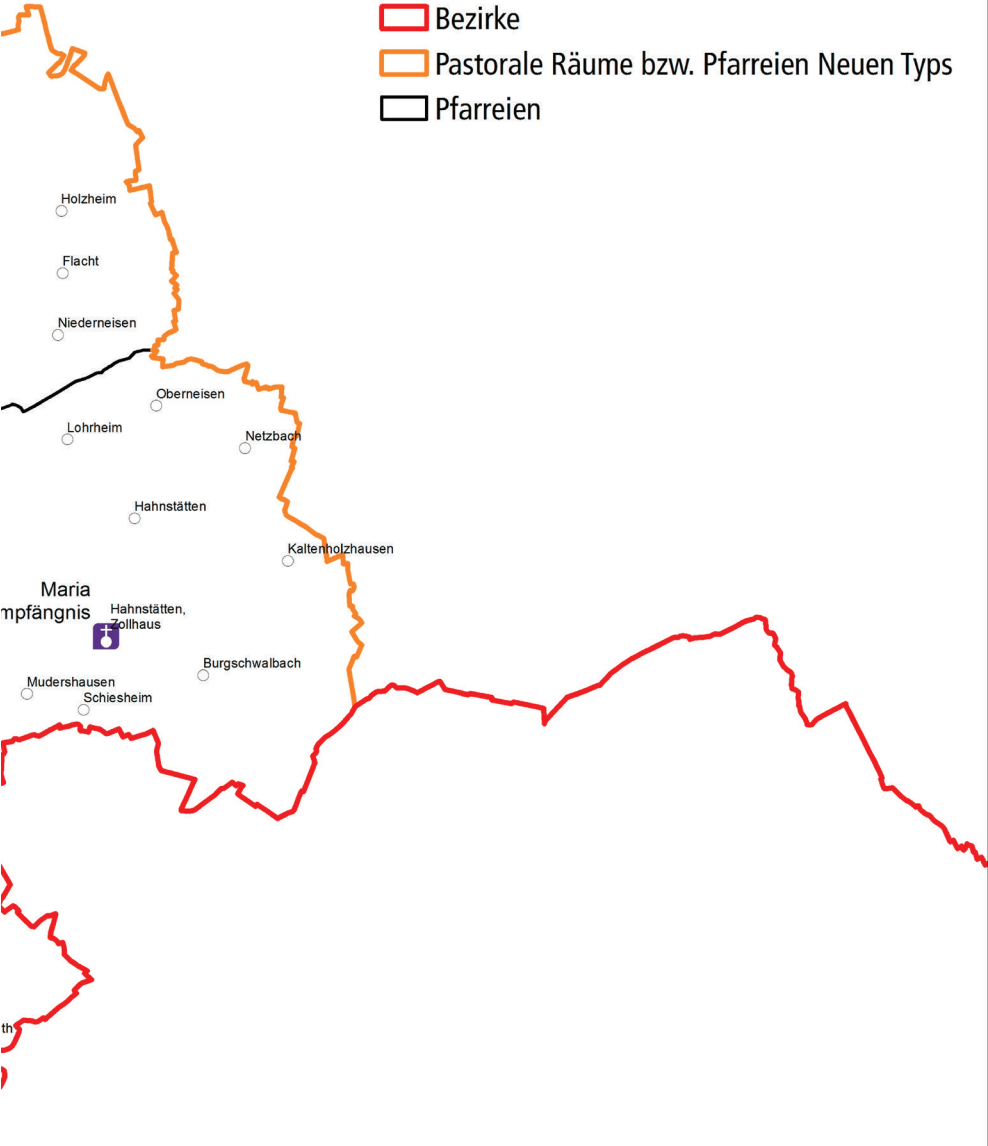 Bezirke
Pastorale Räume bzw. Pfarreien Neuen Typs
Pfarreien
Holzheim
Flacht
Niederneisen
Oberneisen
Lohrheim
Netzbach
Hahnstätten
Kaltenholzhausen
Maria
mpfängnis
Hahnstätten,
Zollhaus
Burgschwalbach
Mudershausen
Schiesheim
th